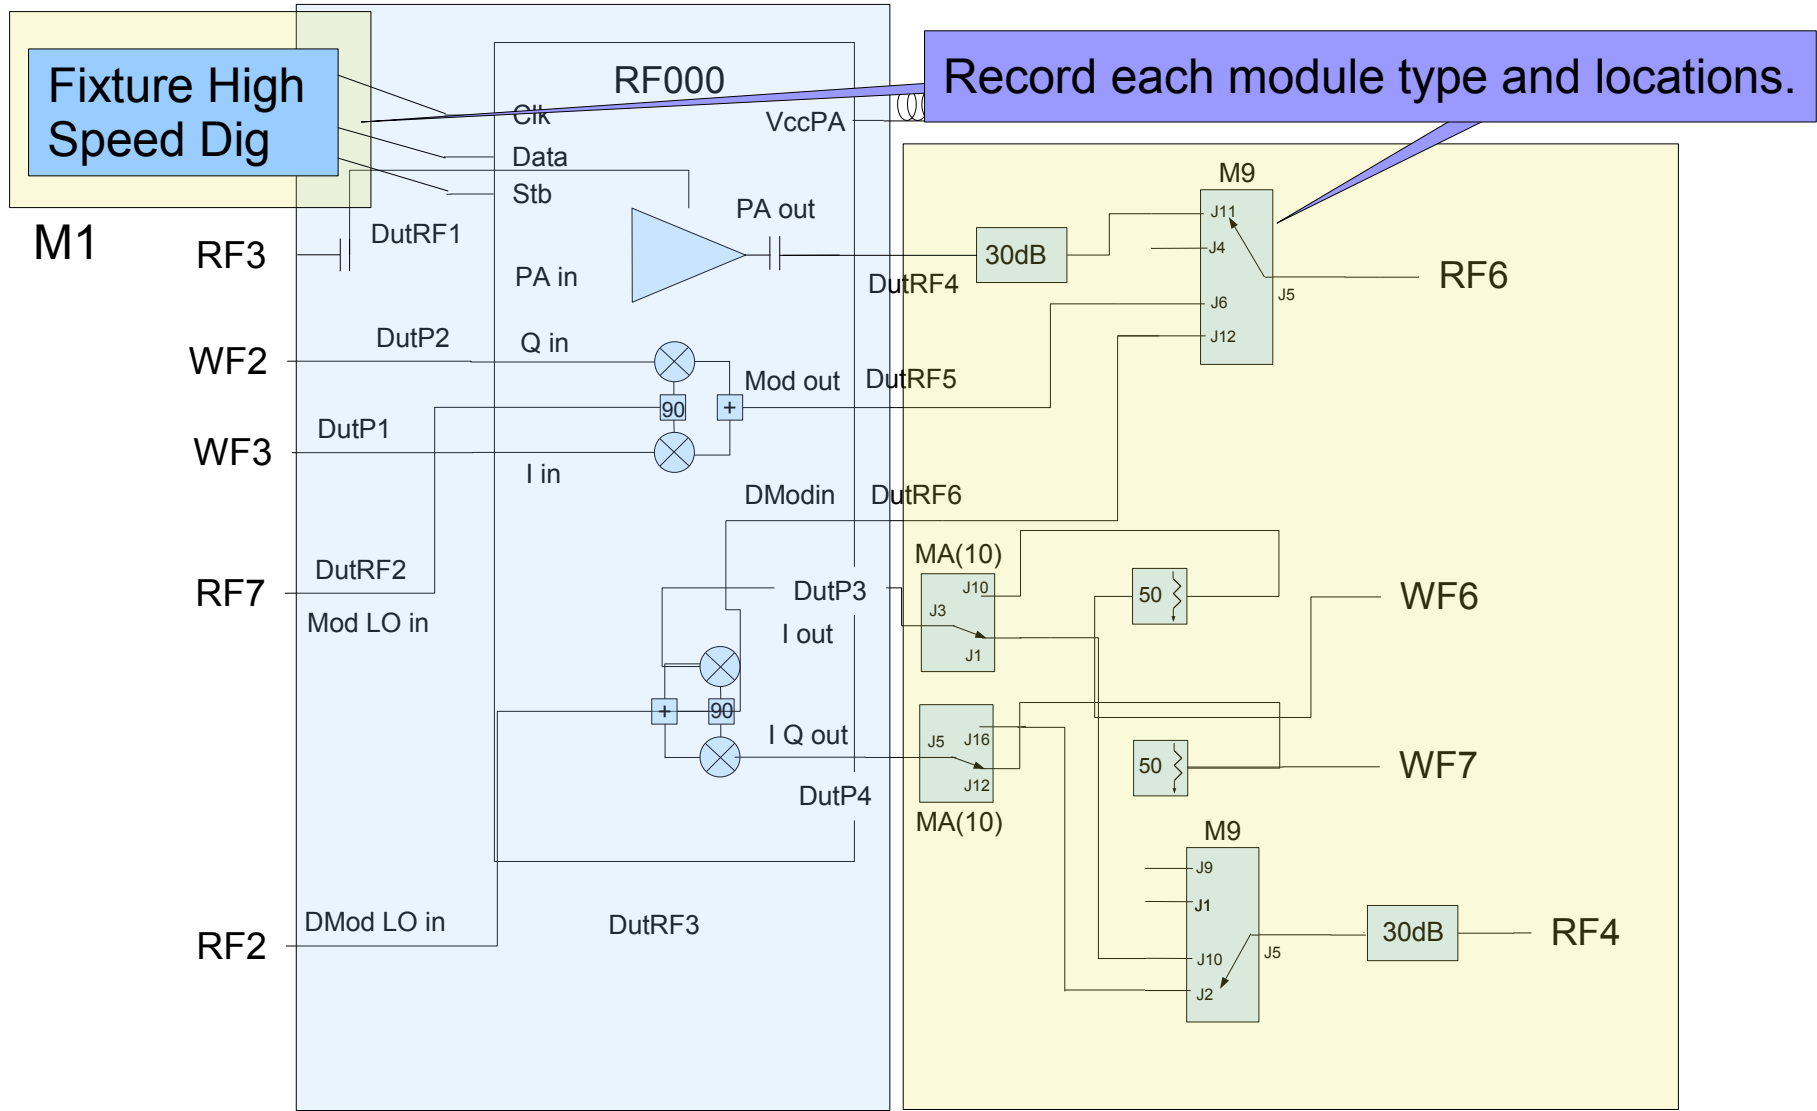 Fixture High
Speed Dig
Record each module type and locations.
RF000
Clk
VccPA
Data
Stb
M1
RF3
DutRF1
PA out
PA in
DutRF4
30dB
M9
J11
J4
J5
J6
J12
RF6
WF2
DutP2
Q in
Mod out
DutRF5
90
+
DutP1
WF3
I in
DModin
DutRF6
MA(10)
J10
J3
J1
50
WF6
RF7
DutRF2
Mod LO in
DutP3
I out
+
90
I Q out
J5
J16
J12
MA(10)
50
WF7
DutP4
M9
J9
J1
J10
J2
J5
30dB
RF4
RF2
DMod LO in
DutRF3